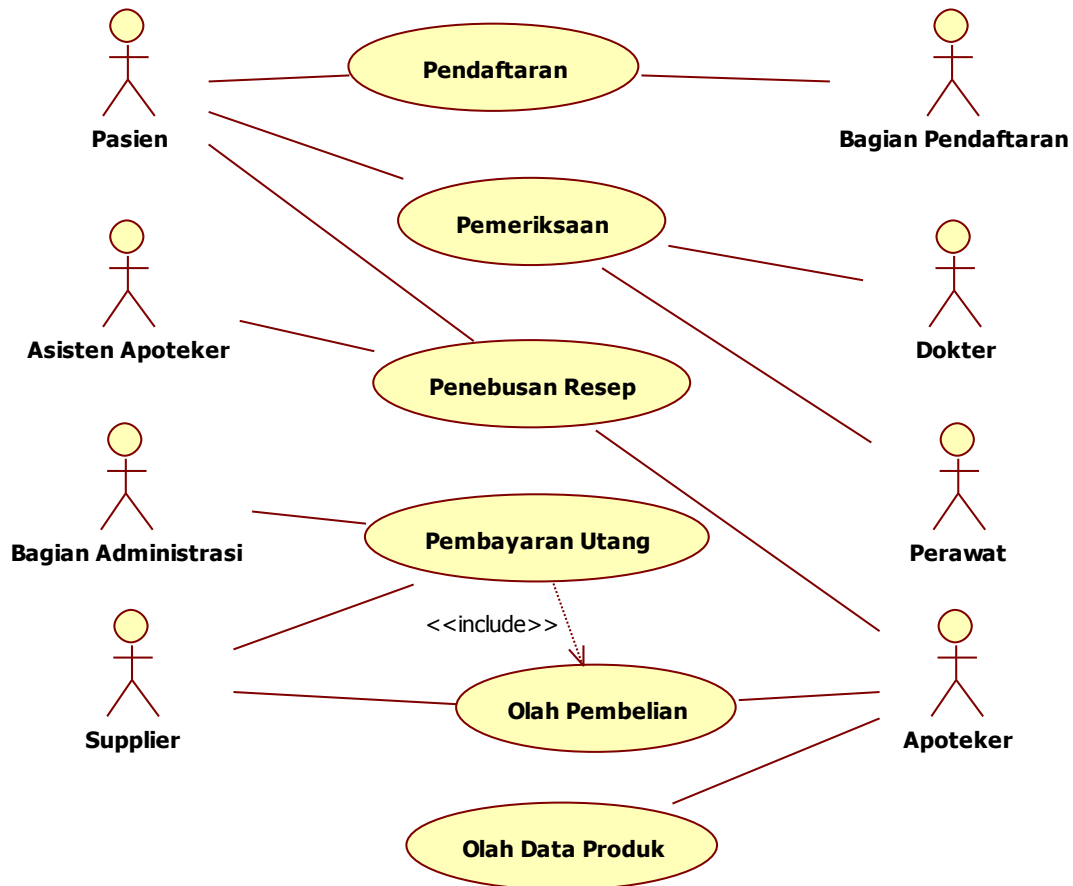 Pendaftaran
Pasien
Bagian Pendaftaran
Pemeriksaan
Asisten Apoteker
Dokter
Penebusan Resep
Pembayaran Utang
Bagian Administrasi
Perawat
<<include>>
Olah Pembelian
Supplier
Apoteker
Olah Data Produk